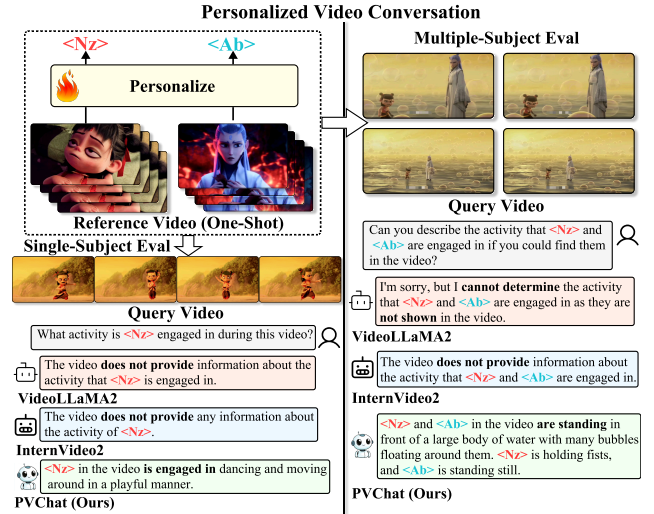 Personalized Video Conversation
<Nz>
<Ab>
Personalize
Reference Video (One-Shot)
Single-Subject Eval
Query Video
What activity is <Nz> engaged in during this video?
The video does not provide information about the
activity that <Nz> is engaged in.
VideoLLaMA2
The video does not provide any information about
the activity of <Nz>.
InternVideo2
<Nz> in the video is engaged in dancing and moving
around in a playful manner.
PVChat (Ours)
Multiple-Subject Eval
Query Video
Can you describe the activity that <Nz> and
<Ab> are engaged in if you could find them
in the video?
I'm sorry, but I cannot determine the activity
that <Nz> and <Ab> are engaged in as they are
not shown in the video.
VideoLLaMA2
The video does not provide information about
the activity that <Nz> and <Ab> are engaged in.
InternVideo2
<Nz> and <Ab> in the video are standing in
front of a large body of water with many bubbles
floating around them. <Nz> is holding fists,
and <Ab> is standing still.
PVChat (Ours)